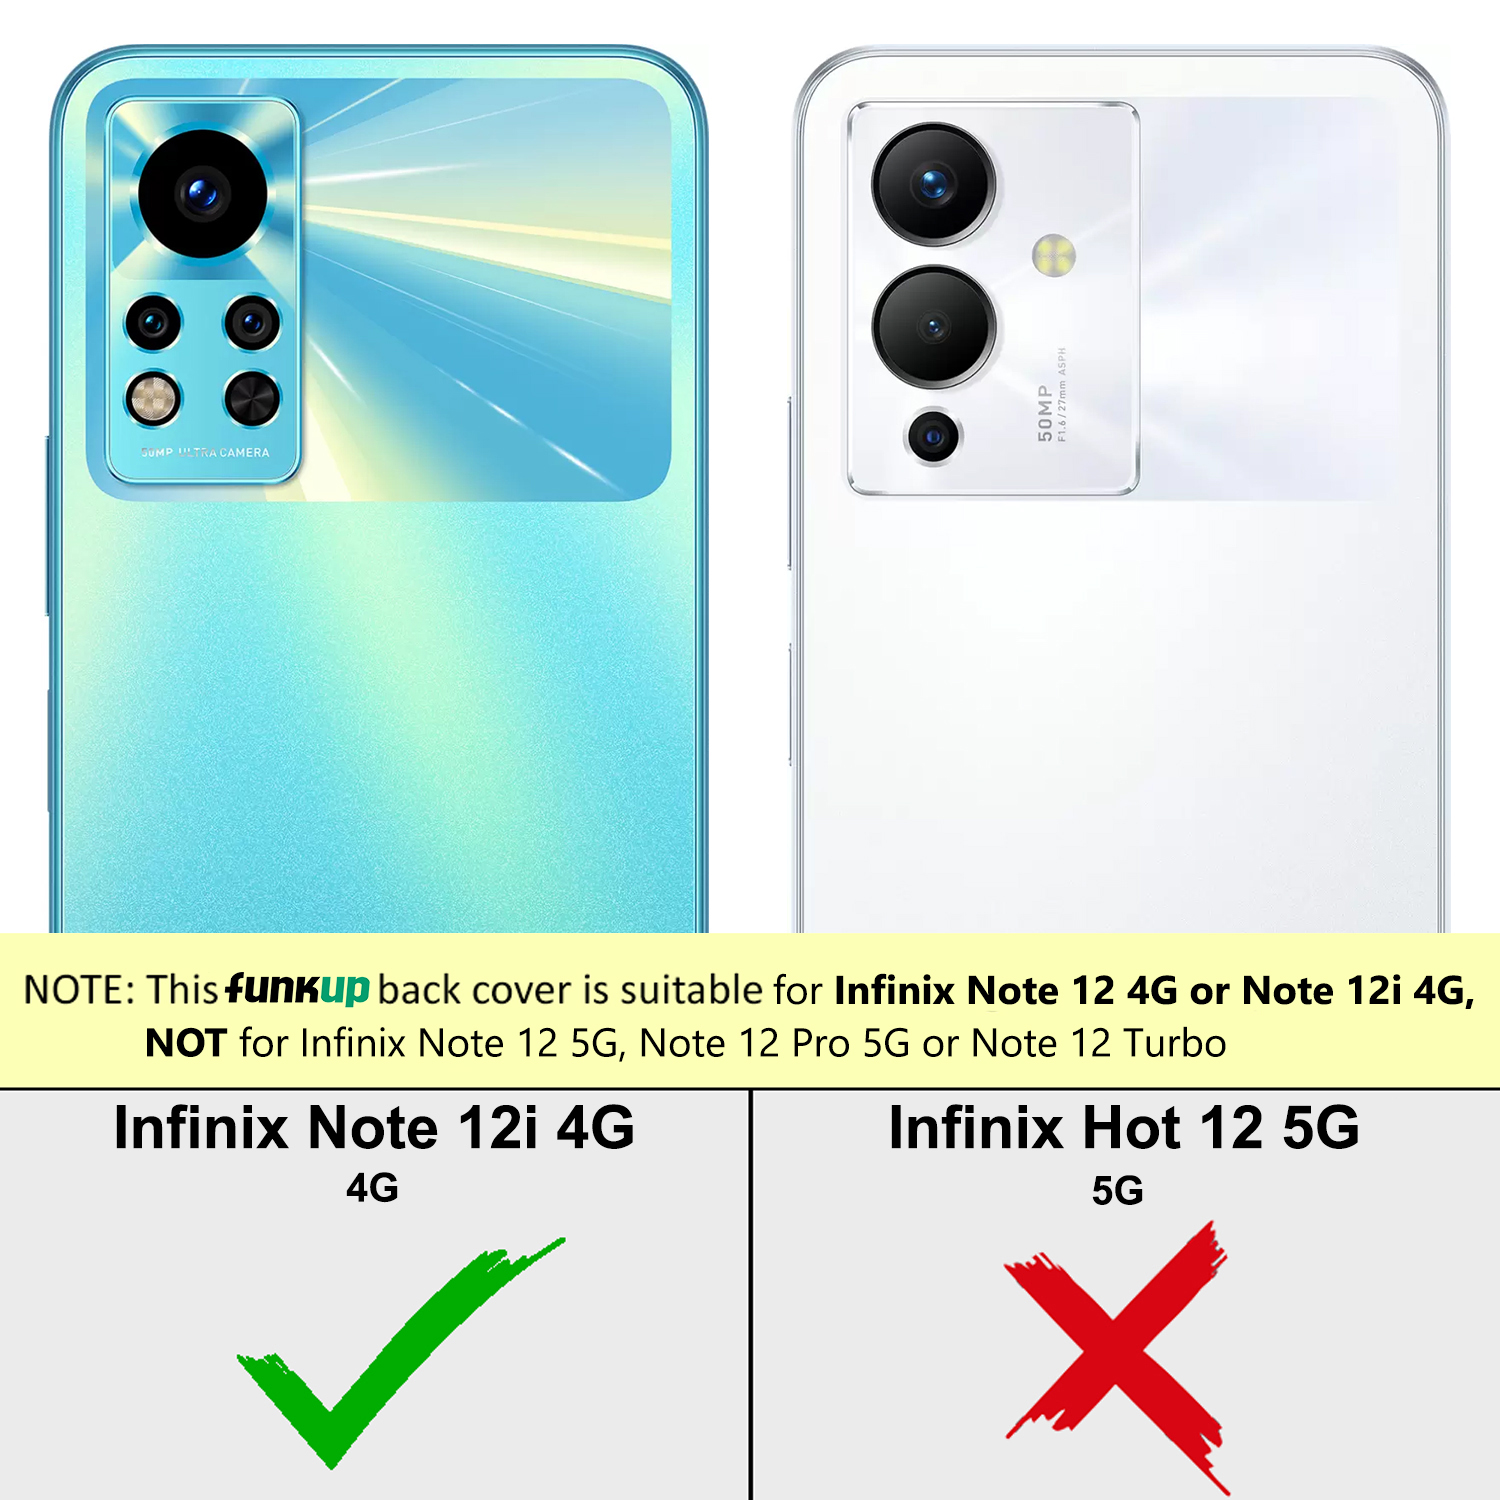 50MP ULTRA CAMERA
50MP
F1.6 / 27mm ASPH
NOTE: This funkup back cover is suitable for Infinix Note 12 4G or Note 12i 4G,
NOT for Infinix Note 12 5G, Note 12 Pro 5G or Note 12 Turbo
Infinix Note 12i 4G
4G
Infinix Hot 12 5G
5G